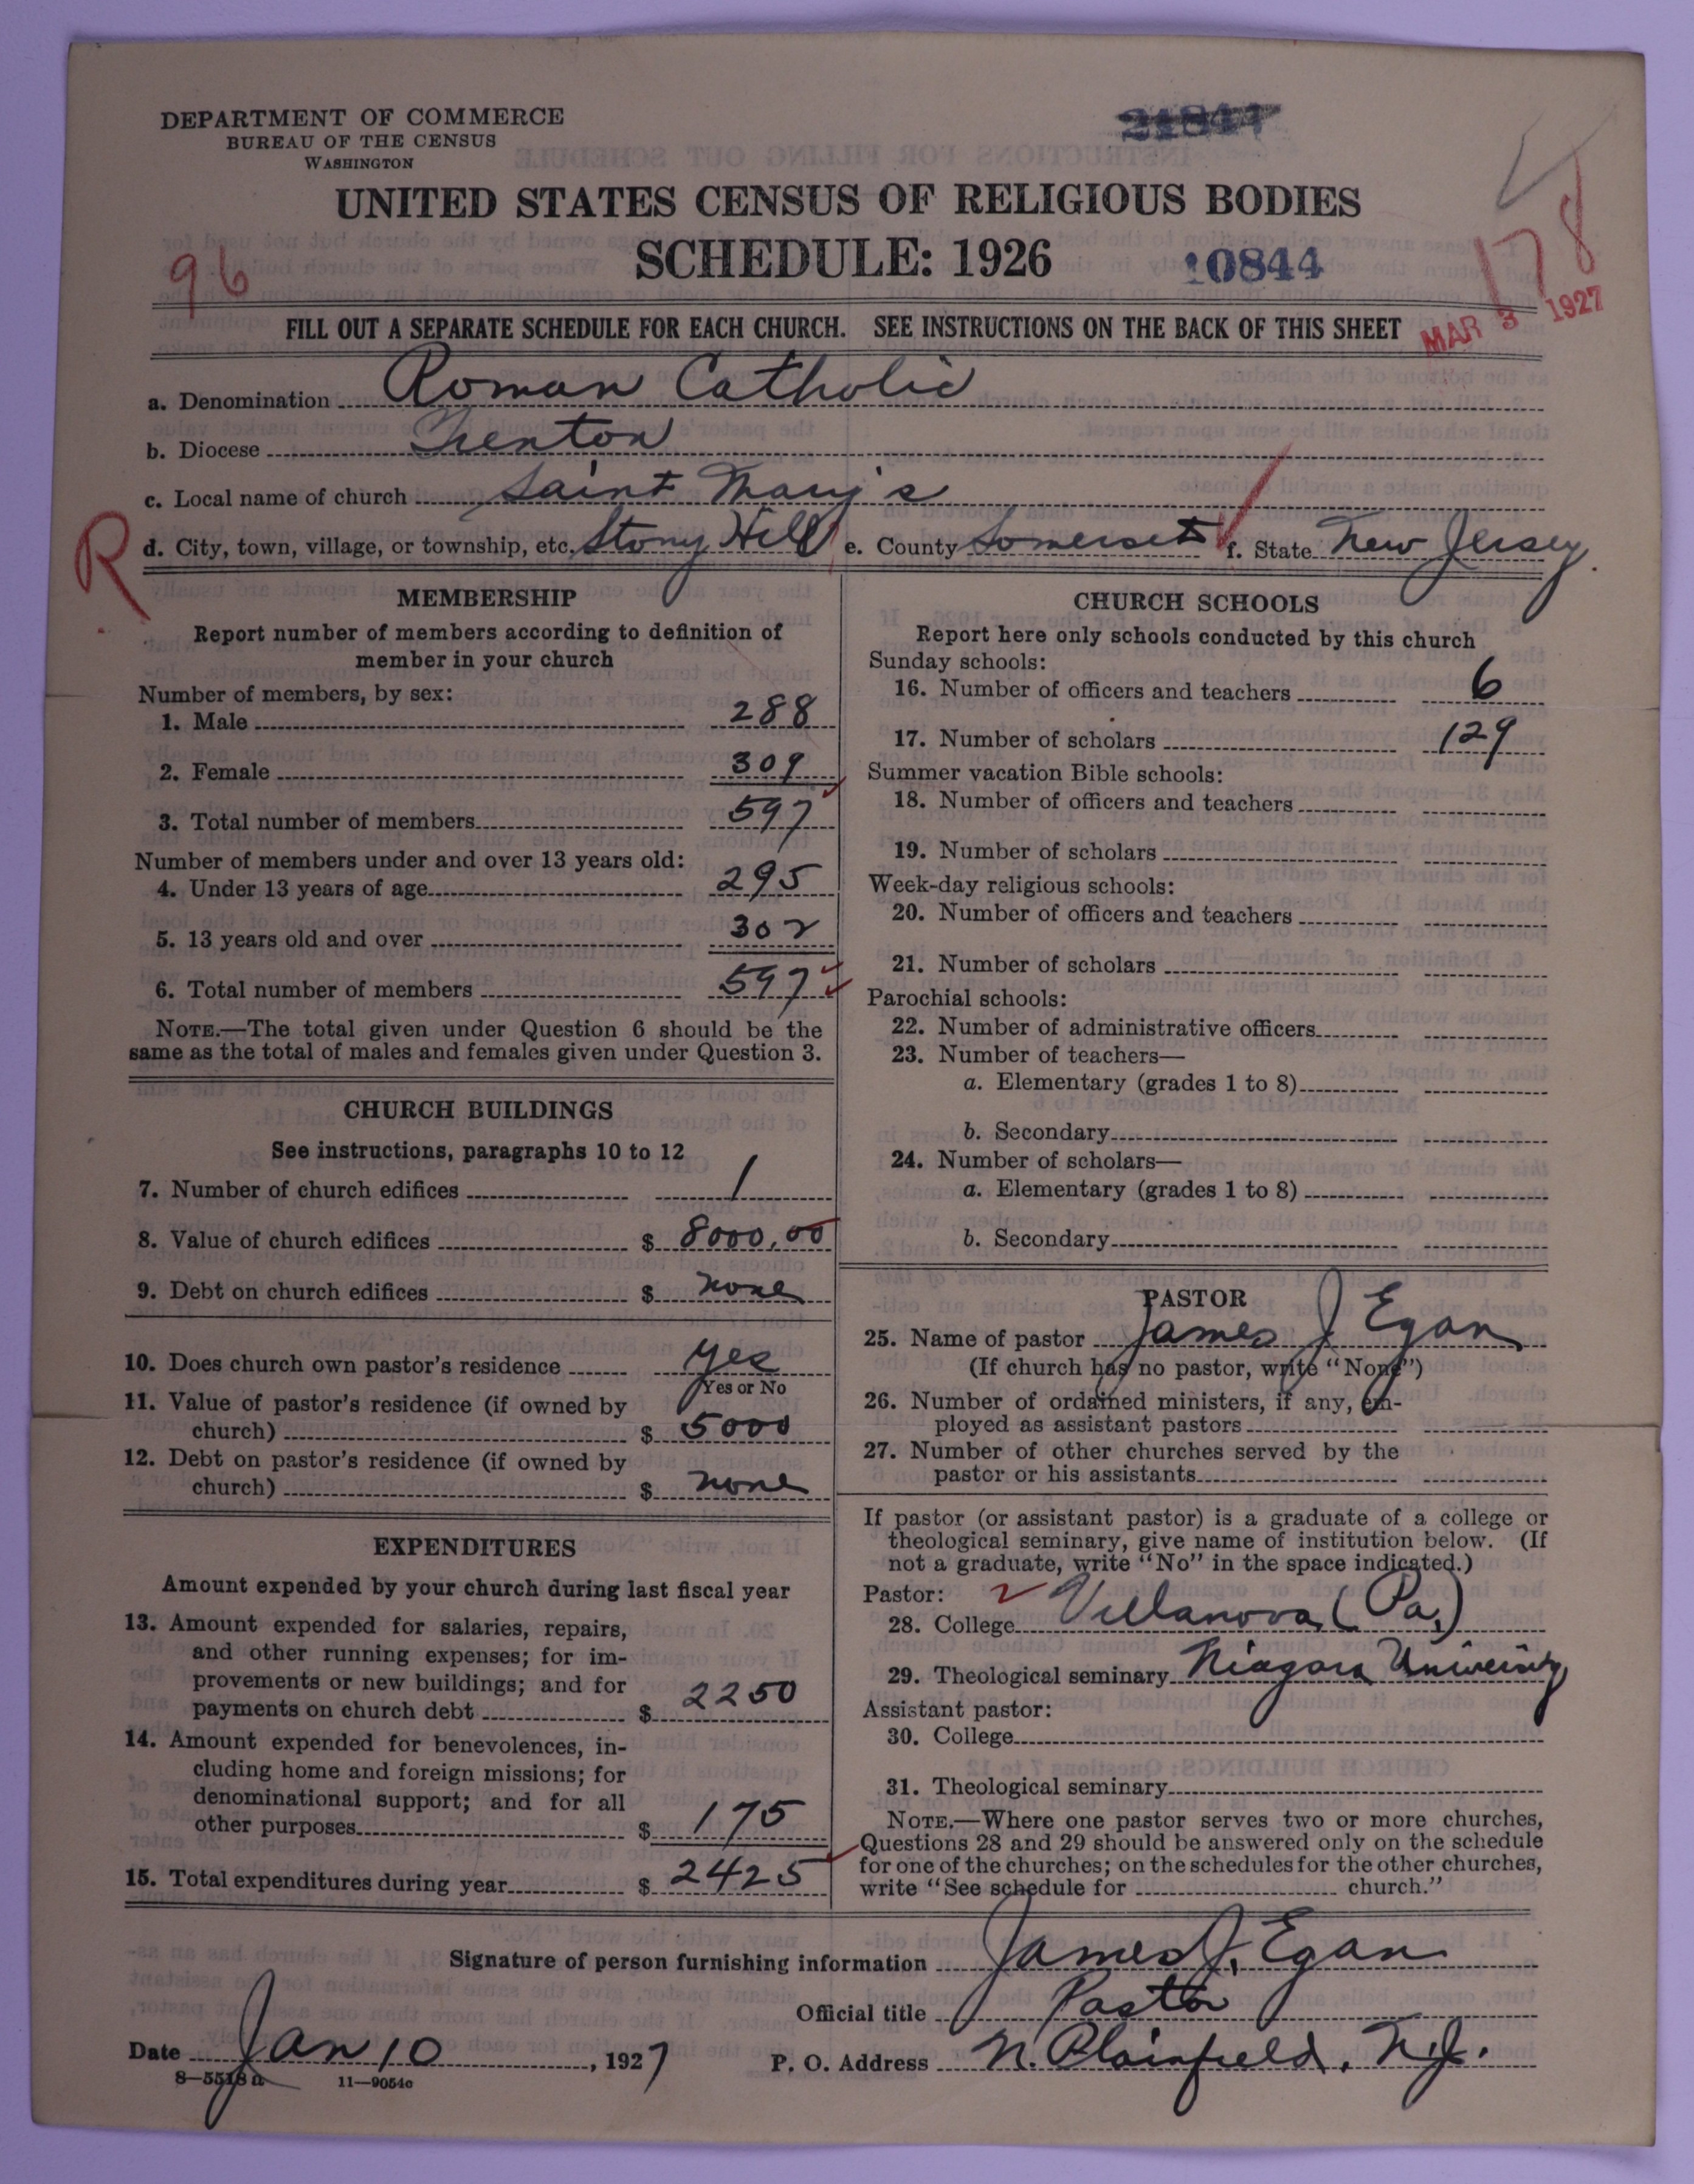 DEPARTMENT OF COMMERCE
BUREAU OF THE CENSUS
WASHINGTON
UNITED STATES CENSUS OF RELIGIOUS BODIES
SCHEDULE: 1926
10844
96
178
MAR 3 1927
FILL OUT A SEPARATE SCHEDULE FOR EACH CHURCH. SEE INSTRUCTIONS ON THE BACK OF THIS SHEET
a. Denomination Roman Catholic
b. Diocese Trenton
c. Local name of church Saint Mary's
R
d. City, town, village, or township, etc. Stony Hill e. County Somerset f. State New Jersey.
MEMBERSHIP
Report number of members according to definition of
member in your church
Number of members, by sex:
1. Male 288
2. Female 309
3. Total number of members 597
Number of members under and over 13 years old:
4. Under 13 years of age 295
5. 13 years old and over 302
6. Total number of members 597
NOTE.—The total given under Question 6 should be the
same as the total of males and females given under Question 3.
CHURCH BUILDINGS
See instructions, paragraphs 10 to 12
7. Number of church edifices 1
8. Value of church edifices $ 8000,00
9. Debt on church edifices $ none
10. Does church own pastor's residence yes
Yes or No
11. Value of pastor's residence (if owned by
church) $ 5000
12. Debt on pastor's residence (if owned by
church) $ none
EXPENDITURES
Amount expended by your church during last fiscal year
13. Amount expended for salaries, repairs,
and other running expenses; for im-
provements or new buildings; and for
payments on church debt $ 2250
14. Amount expended for benevolences, in-
cluding home and foreign missions; for
denominational support; and for all
other purposes $ 175
15. Total expenditures during year $ 2425
CHURCH SCHOOLS
Report here only schools conducted by this church
Sunday schools:
16. Number of officers and teachers 6
17. Number of scholars 129
Summer vacation Bible schools:
18. Number of officers and teachers
19. Number of scholars
Week-day religious schools:
20. Number of officers and teachers
21. Number of scholars
Parochial schools:
22. Number of administrative officers
23. Number of teachers—
a. Elementary (grades 1 to 8)
b. Secondary
24. Number of scholars—
a. Elementary (grades 1 to 8)
b. Secondary
PASTOR
25. Name of pastor James J Egan
(If church has no pastor, write "None")
26. Number of ordained ministers, if any, em-
ployed as assistant pastors
27. Number of other churches served by the
pastor or his assistants
If pastor (or assistant pastor) is a graduate of a college or
theological seminary, give name of institution below. (If
not a graduate, write "No" in the space indicated.)
Pastor:
28. College Villanova (Pa.)
29. Theological seminary Niagara University
Assistant pastor:
30. College
31. Theological seminary
NOTE.—Where one pastor serves two or more churches,
Questions 28 and 29 should be answered only on the schedule
for one of the churches; on the schedules for the other churches,
write "See schedule for church."
Signature of person furnishing information James J. Egan
Official title Pastor
Date Jan 10, 1927 P. O. Address N. Plainfield, N.J.
8—5518a 11—9054c